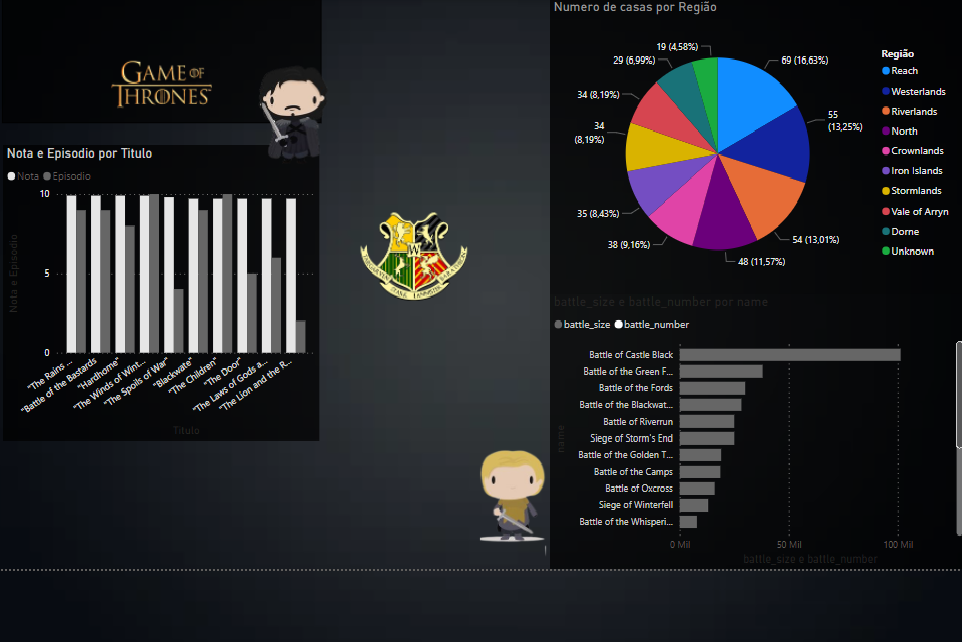 GAME OF
THRONES
Nota e Episodio por Titulo
Nota Episodio
Nota e Episodio
10
5
0
"The Rains ...
"Battle of the Bastards
"Hardhome"
"The Winds of Wint...
"The Spoils of War"
"Blackwater"
"The Children"
"The Door"
"The Laws of Gods a...
"The Lion and the R...
Titulo
W
Numero de casas por Região
69 (16,63%)
55
(13,25%)
54 (13,01%)
48 (11,57%)
38 (9,16%)
35 (8,43%)
34
(8,19%)
34 (8,19%)
29 (6,99%)
19 (4,58%)
Região
Reach
Westerlands
Riverlands
North
Crownlands
Iron Islands
Stormlands
Vale of Arryn
Dorne
Unknown
battle_size e battle_number por name
battle_size battle_number
name
Battle of Castle Black
Battle of the Green F...
Battle of the Fords
Battle of the Blackwat...
Battle of Riverrun
Siege of Storm's End
Battle of the Golden T...
Battle of the Camps
Battle of Oxcross
Siege of Winterfell
Battle of the Whisperi...
0 Mil
50 Mil
100 Mil
battle_size e battle_number